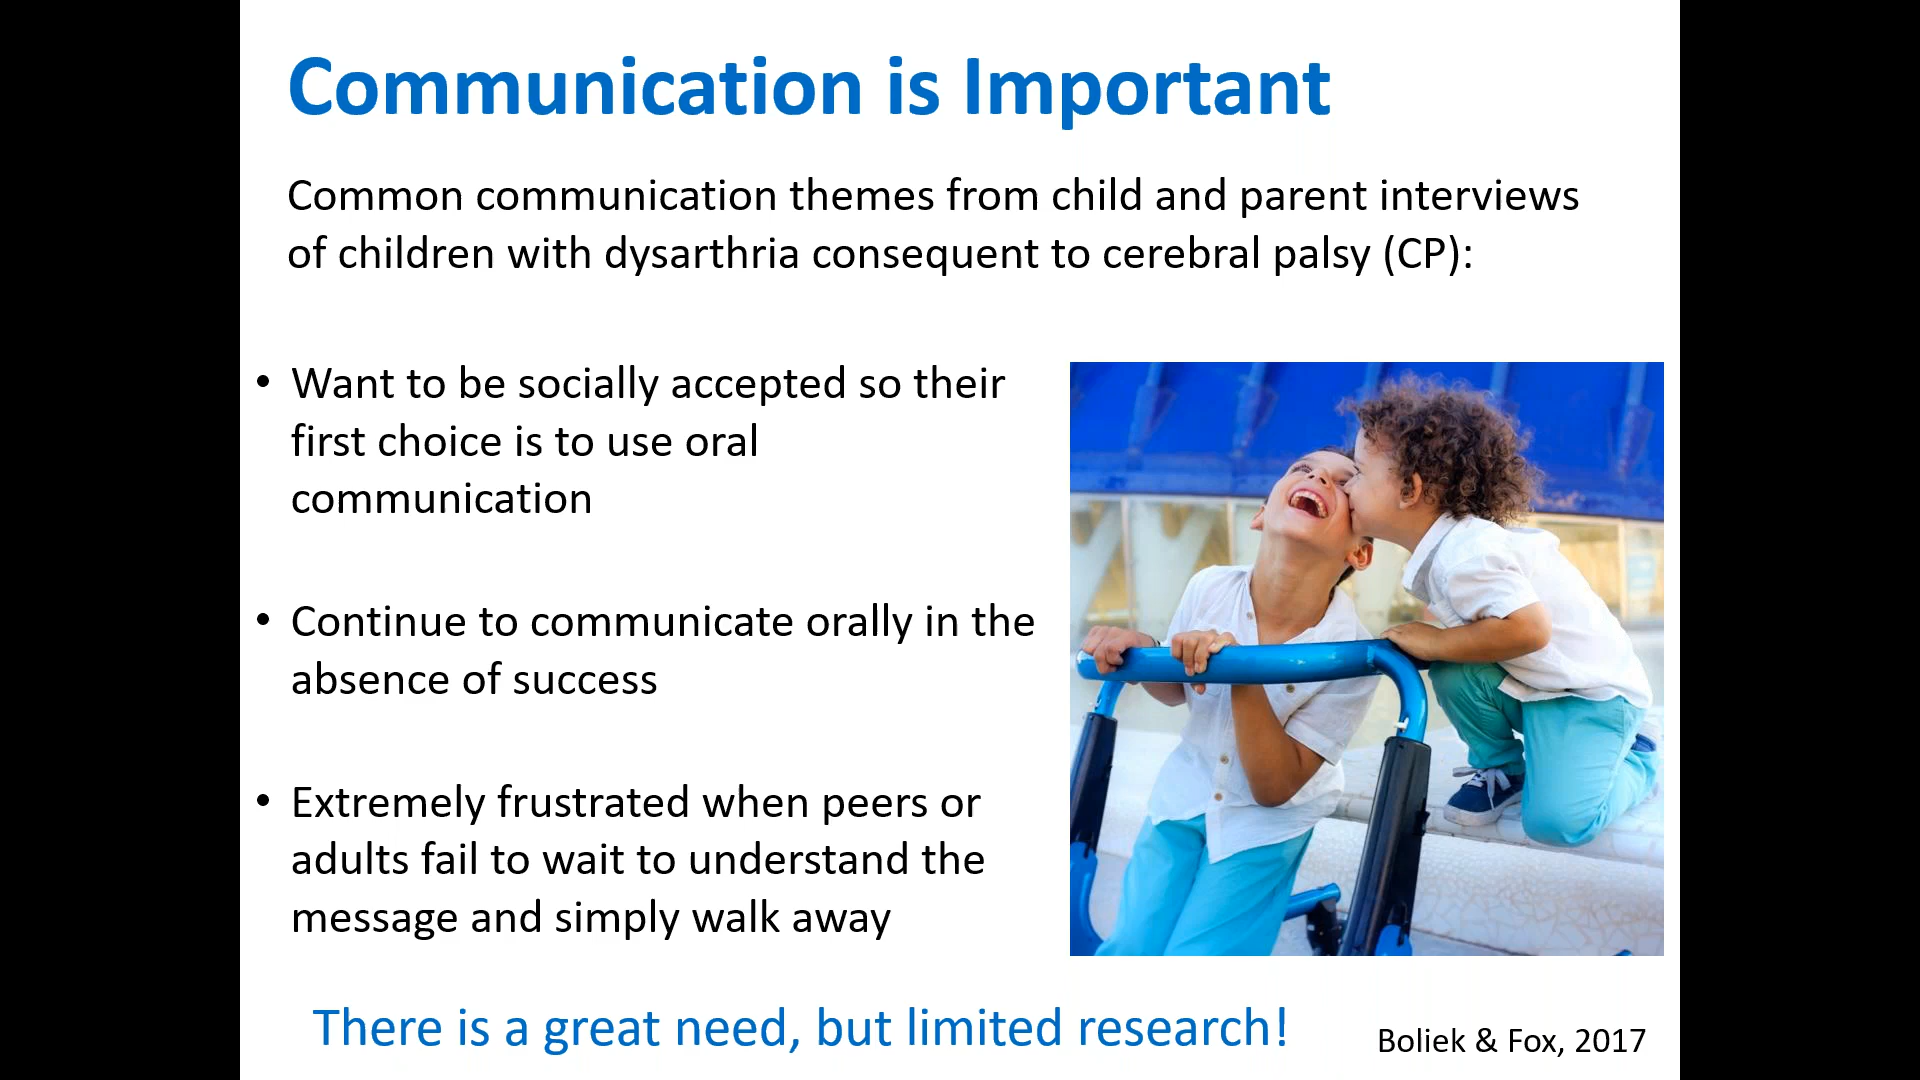 Communication is Important
Common communication themes from child and parent interviews
of children with dysarthria consequent to cerebral palsy (CP):
• Want to be socially accepted so their
first choice is to use oral
communication
• Continue to communicate orally in the
absence of success
• Extremely frustrated when peers or
adults fail to wait to understand the
message and simply walk away
There is a great need, but limited research!
Boliek & Fox, 2017